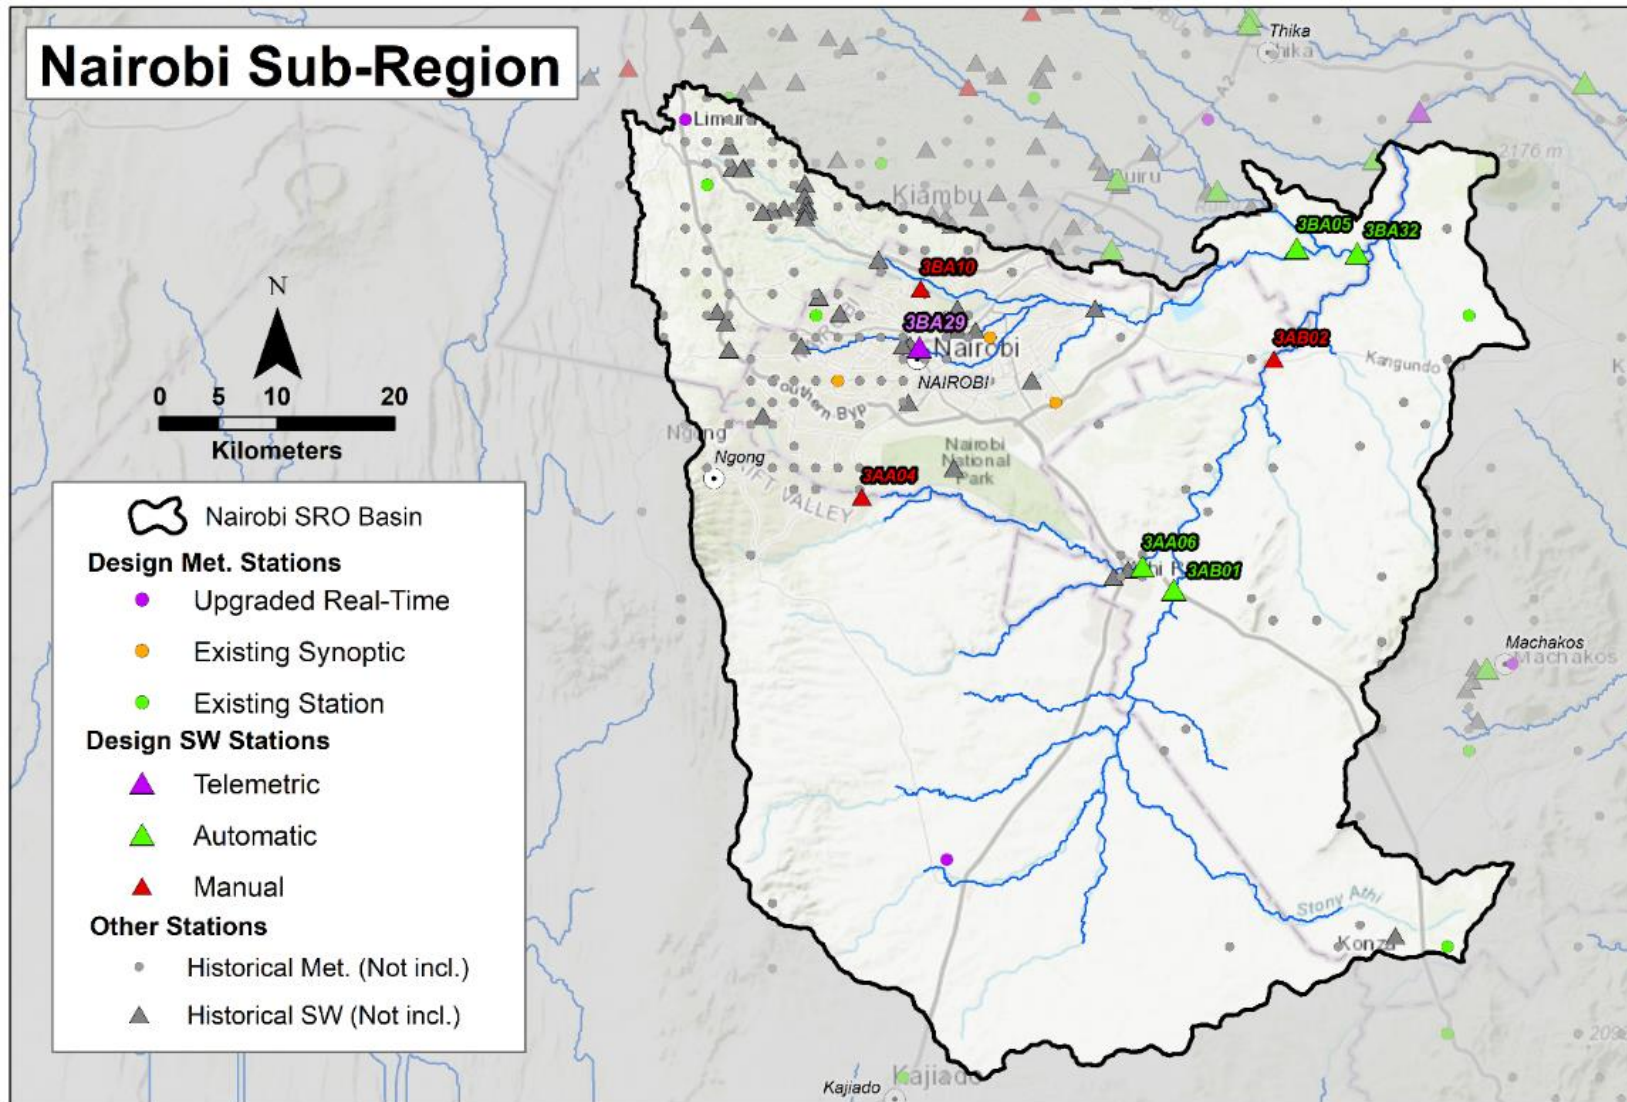 Nairobi Sub-Region
Thika
Thika
A2
Limuru
2176 m
Ruiru
Kiambu
3BA05
3BA32
3BA10
3BA29
Nairobi
NAIROBI
3AB02
Kangundo
Southern Byp
N
0 5 10 20
Kilometers
Ngong
Ngong
Nairobi
National
Park
3AA04
RIFT VALLEY
3AA06
3AB01
Machakos
Machakos
Nairobi SRO Basin
Design Met. Stations
Upgraded Real-Time
Existing Synoptic
Existing Station
Design SW Stations
Telemetric
Automatic
Manual
Other Stations
Historical Met. (Not incl.)
Historical SW (Not incl.)
Stony Athi
Konza
Kajiado
Kajiado